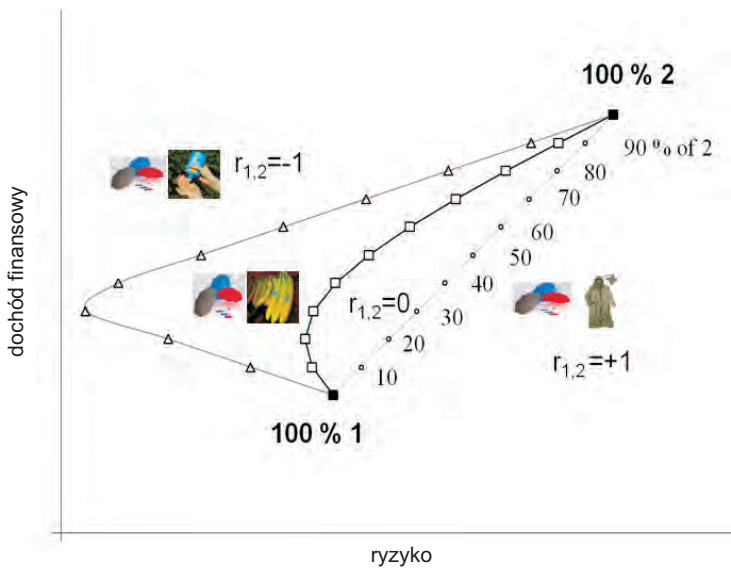 100 % 2
90 % of 2
r1,2=-1
80
70
60
50
dochód finansowy
40
r1,2=0
30
20
r1,2=+1
10
100 % 1
ryzyko